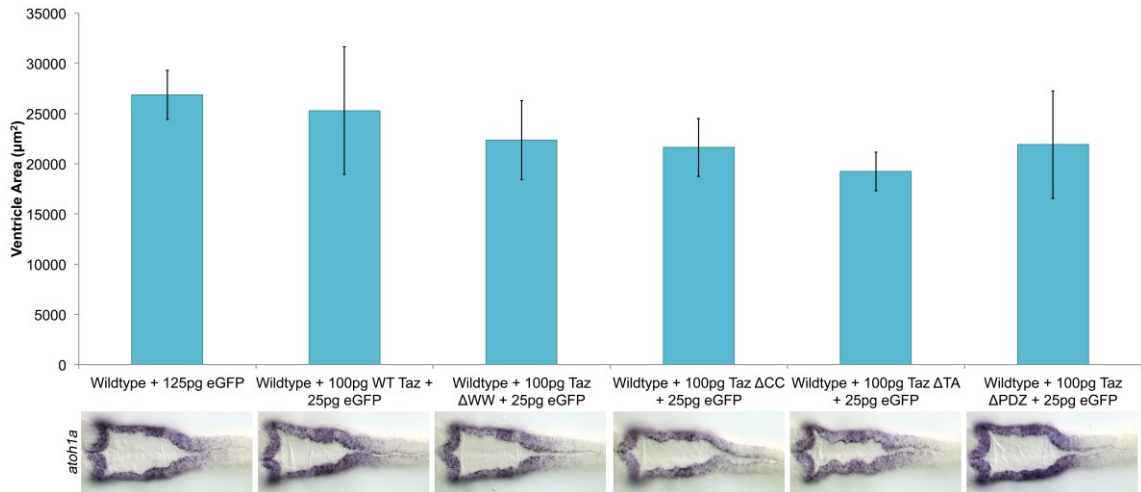 35000
30000
25000
20000
15000
10000
5000
0
Ventricle Area (µm²)
Wildtype + 125pg eGFP
Wildtype + 100pg WT Taz +
25pg eGFP
Wildtype + 100pg Taz
ΔWW + 25pg eGFP
Wildtype + 100pg Taz ΔCC
+ 25pg eGFP
Wildtype + 100pg Taz ΔTA
+ 25pg eGFP
Wildtype + 100pg Taz
ΔPDZ + 25pg eGFP
atoh1a